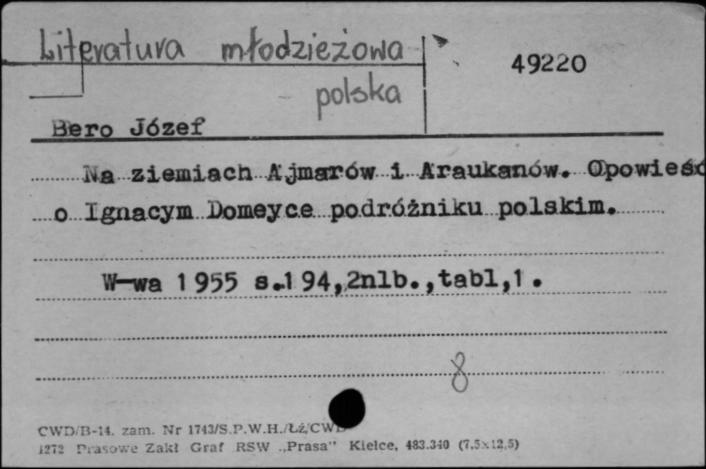 Literatura młodzieżowa
49220
polska
Bero Józef
Na ziemiach Ajmarów i Araukanów. Opowieść
o Ignacym Domeyce podróżniku polskim.
W-wa 1955 s.194,2nlb.,tabl,1.
8
CWD/B-14. zam. Nr 1743/S.P.W.H./Łź/CWD
1272 Prasowe Zakł Graf RSW „Prasa" Kielce, 483.340 (7.5x12.5)